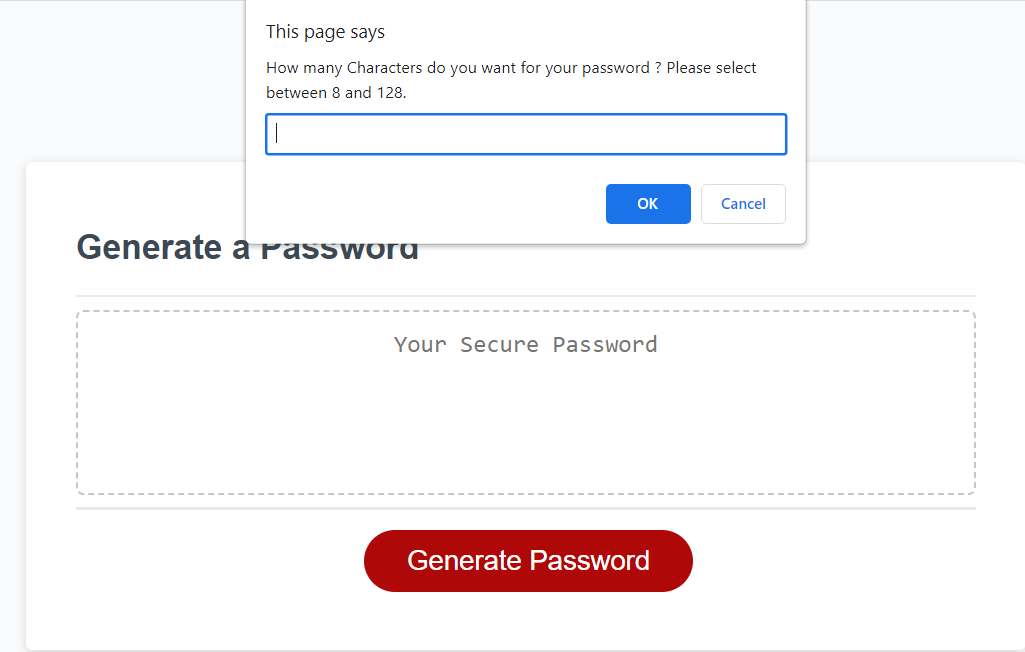 This page says
How many Characters do you want for your password ? Please select
between 8 and 128.
OK
Cancel
Generate a Password
Your Secure Password
Generate Password